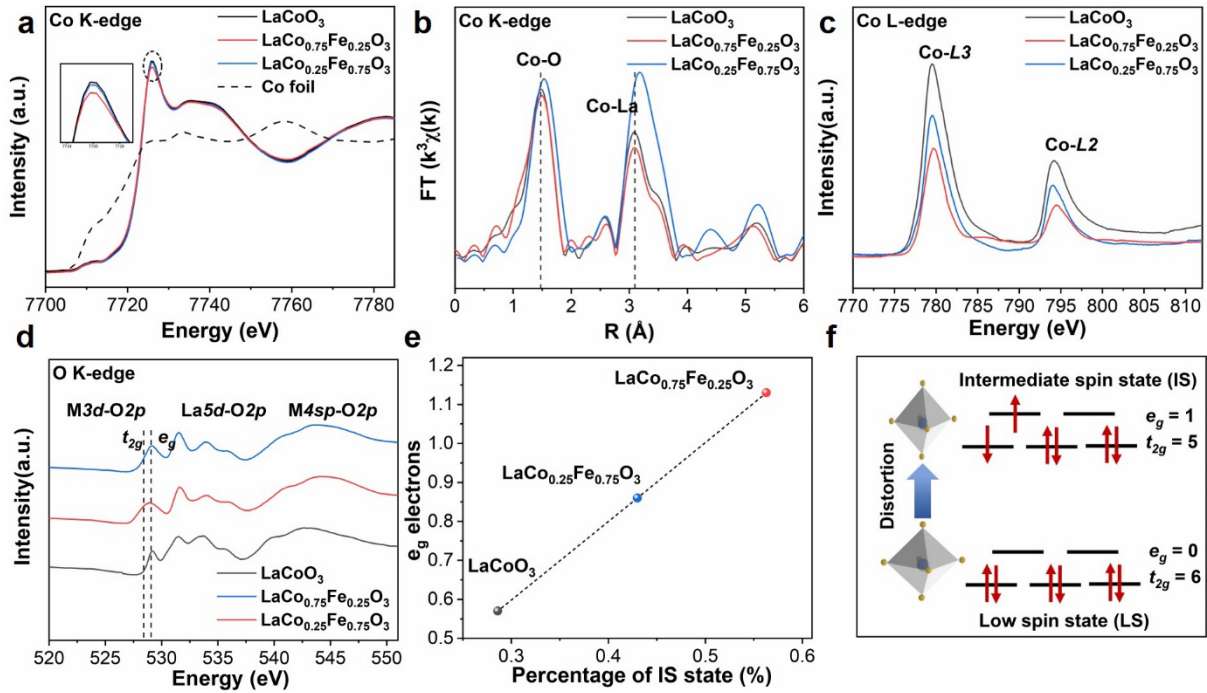 a
Co K-edge
LaCoO3
LaCo0.75Fe0.25O3
LaCo0.25Fe0.75O3
Co foil
7724 7726 7728
Intensity (a.u.)
7700 7720 7740 7760 7780
Energy (eV)
b
Co K-edge
LaCoO3
LaCo0.75Fe0.25O3
LaCo0.25Fe0.75O3
Co-O
Co-La
FT (k3χ(k))
0 1 2 3 4 5 6
R (Å)
c
Co L-edge
LaCoO3
LaCo0.75Fe0.25O3
LaCo0.25Fe0.75O3
Co-L3
Co-L2
Intensity(a.u.)
770 775 780 785 790 795 800 805 810
Energy (eV)
d
O K-edge
M3d-O2p La5d-O2p M4sp-O2p
t2g eg
LaCoO3
LaCo0.75Fe0.25O3
LaCo0.25Fe0.75O3
Intensity(a.u.)
520 530 540 550
Energy (eV)
e
1.2
1.1
1.0
0.9
0.8
0.7
0.6
0.5
eg electrons
LaCo0.75Fe0.25O3
LaCo0.25Fe0.75O3
LaCoO3
0.3 0.4 0.5 0.6
Percentage of IS state (%)
f
Intermediate spin state (IS)
eg = 1
t2g = 5
Distortion
eg = 0
t2g = 6
Low spin state (LS)